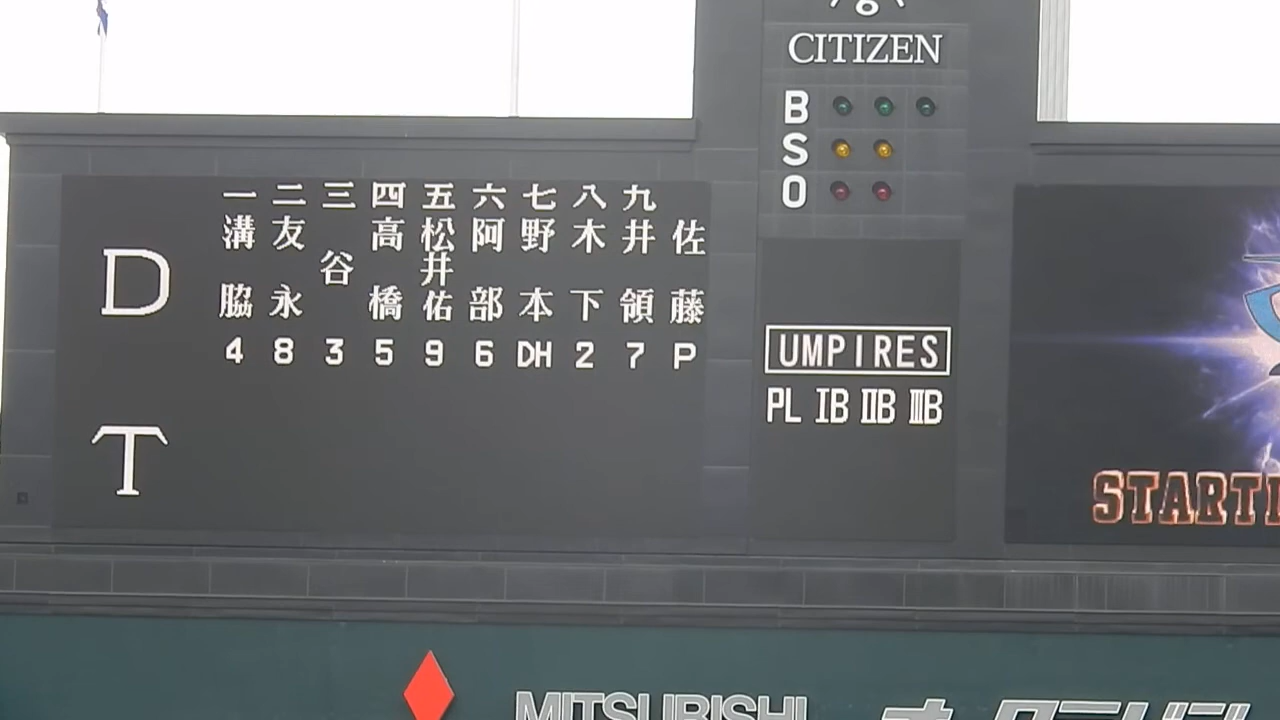 CITIZEN
B
S
O
D
一 二 三 四 五 六 七 八 九
溝脇 友永 谷 高橋 松井佑 阿部 野本 木下 井領 佐藤
4 8 3 5 9 6 DH 2 7 P
T
UMPIRES
PL ⅠB ⅡB ⅢB
STARTI
MITSUBISHI